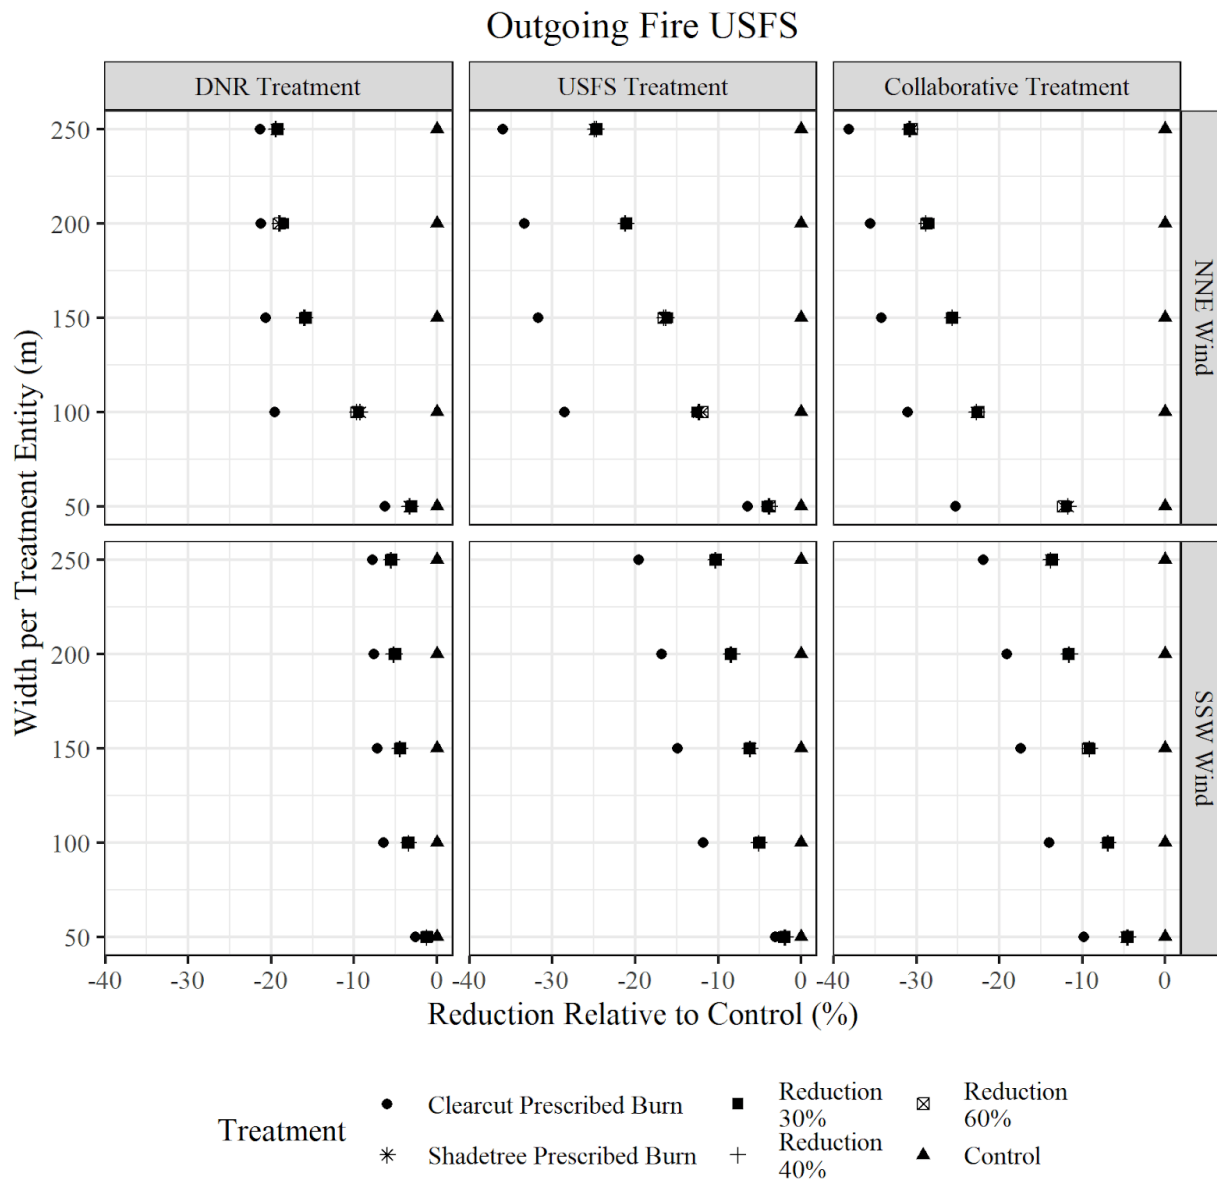 Outgoing Fire USFS
DNR Treatment
USFS Treatment
Collaborative Treatment
Width per Treatment Entity (m)
250
200
150
100
50
NNE Wind
250
200
150
100
50
SSW Wind
-40 -30 -20 -10 0 -40 -30 -20 -10 0 -40 -30 -20 -10 0
Reduction Relative to Control (%)
Treatment
Clearcut Prescribed Burn
Shadetree Prescribed Burn
Reduction
30%
Reduction
40%
Reduction
60%
Control